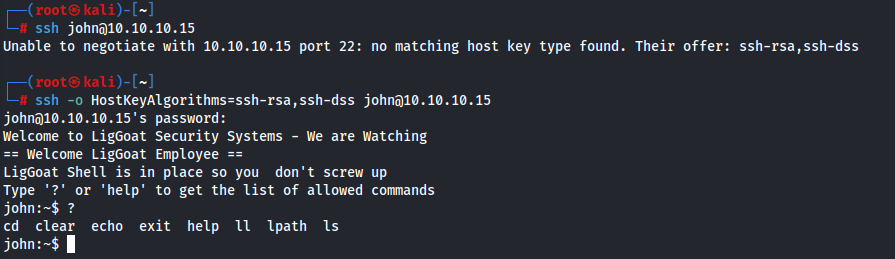 ┌──(root㉿kali)-[~]
└─# ssh john@10.10.10.15
Unable to negotiate with 10.10.10.15 port 22: no matching host key type found. Their offer: ssh-rsa,ssh-dss
┌──(root㉿kali)-[~]
└─# ssh -o HostKeyAlgorithms=ssh-rsa,ssh-dss john@10.10.10.15
john@10.10.10.15's password:
Welcome to LigGoat Security Systems - We are Watching
== Welcome LigGoat Employee ==
LigGoat Shell is in place so you  don't screw up
Type '?' or 'help' to get the list of allowed commands
john:~$ ?
cd  clear  echo  exit  help  ll  lpath  ls
john:~$